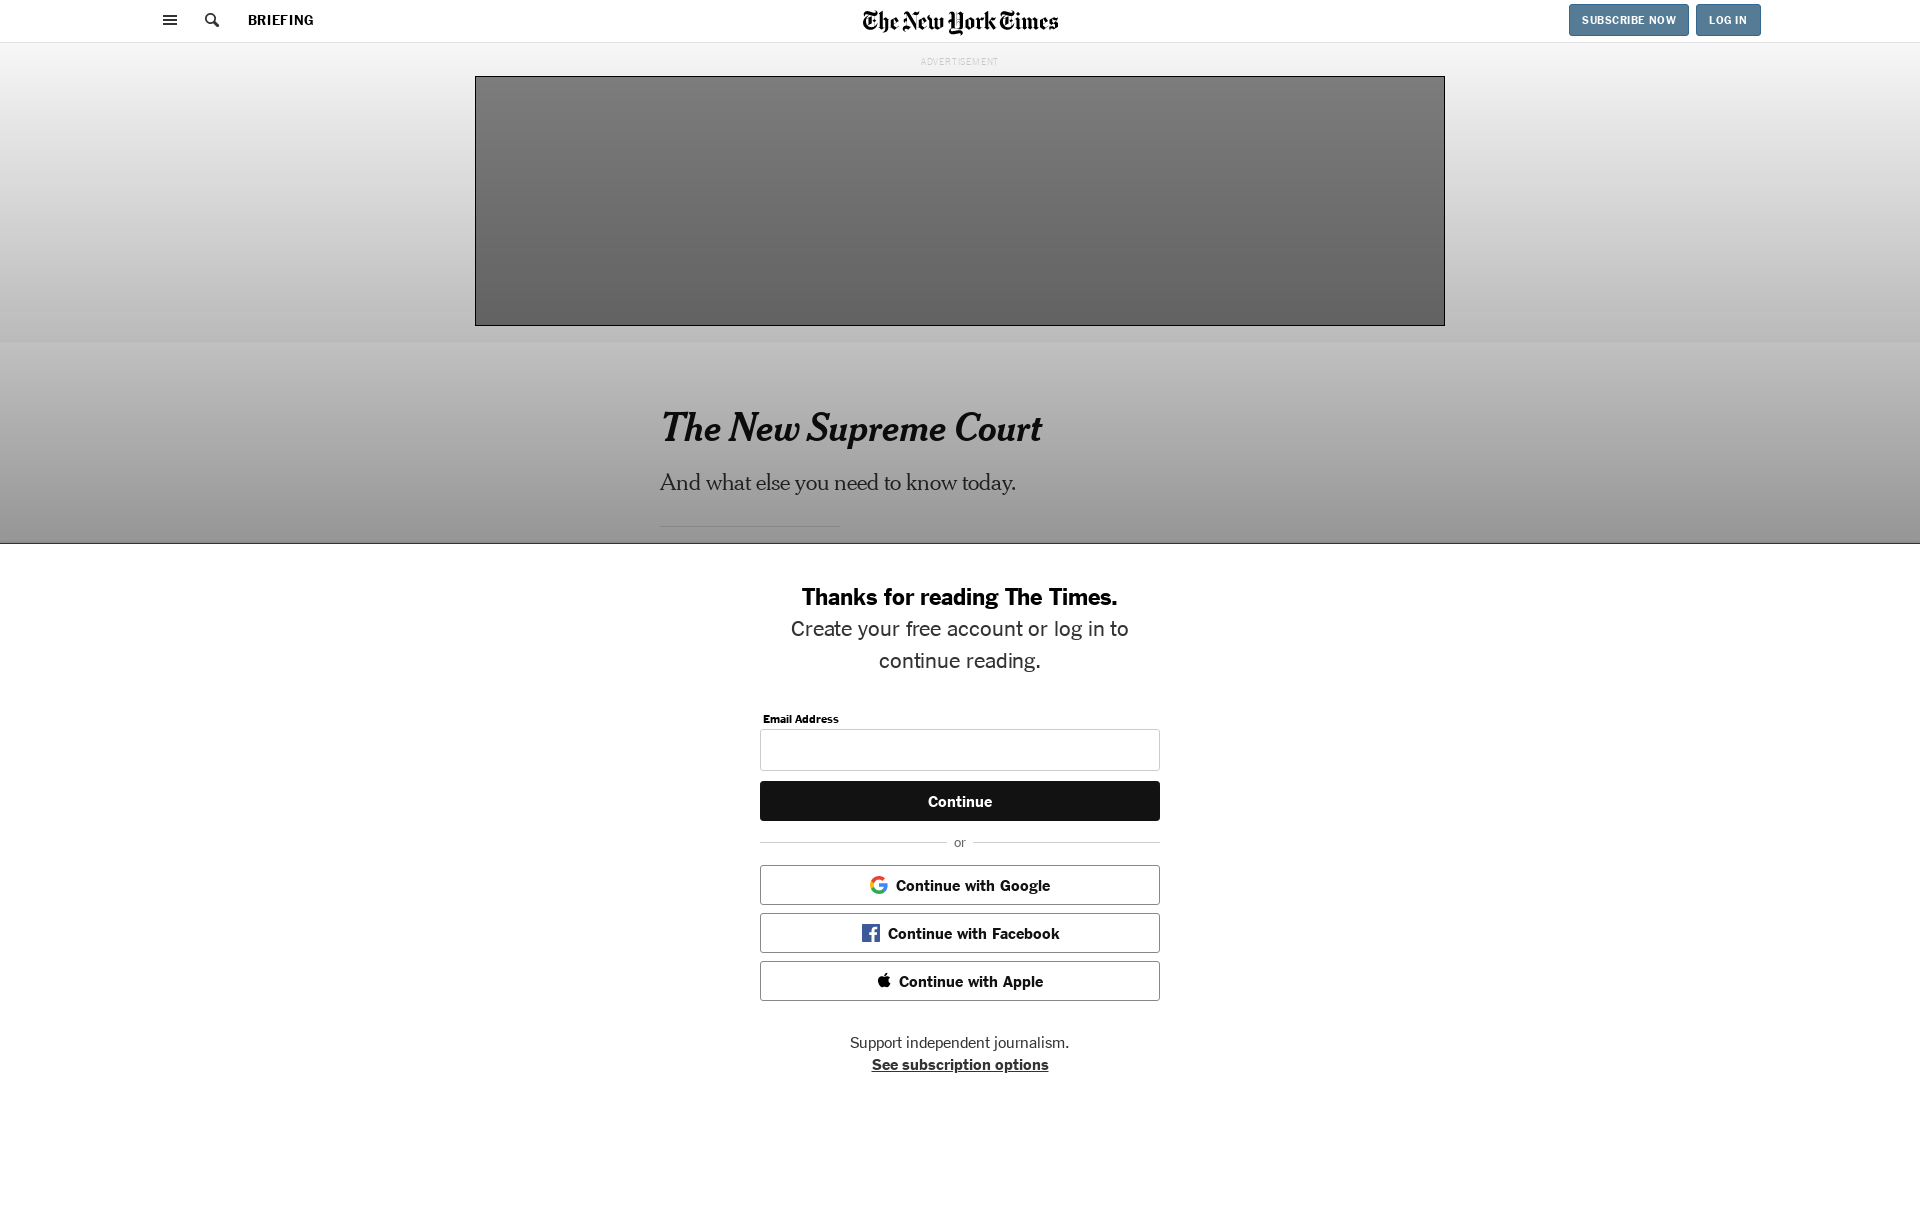 BRIEFING
The New York Times
SUBSCRIBE NOW
LOG IN
ADVERTISEMENT
The New Supreme Court
And what else you need to know today.
Thanks for reading The Times.
Create your free account or log in to
continue reading.
Email Address
Continue
or
Continue with Google
Continue with Facebook
Continue with Apple
Support independent journalism.
See subscription options